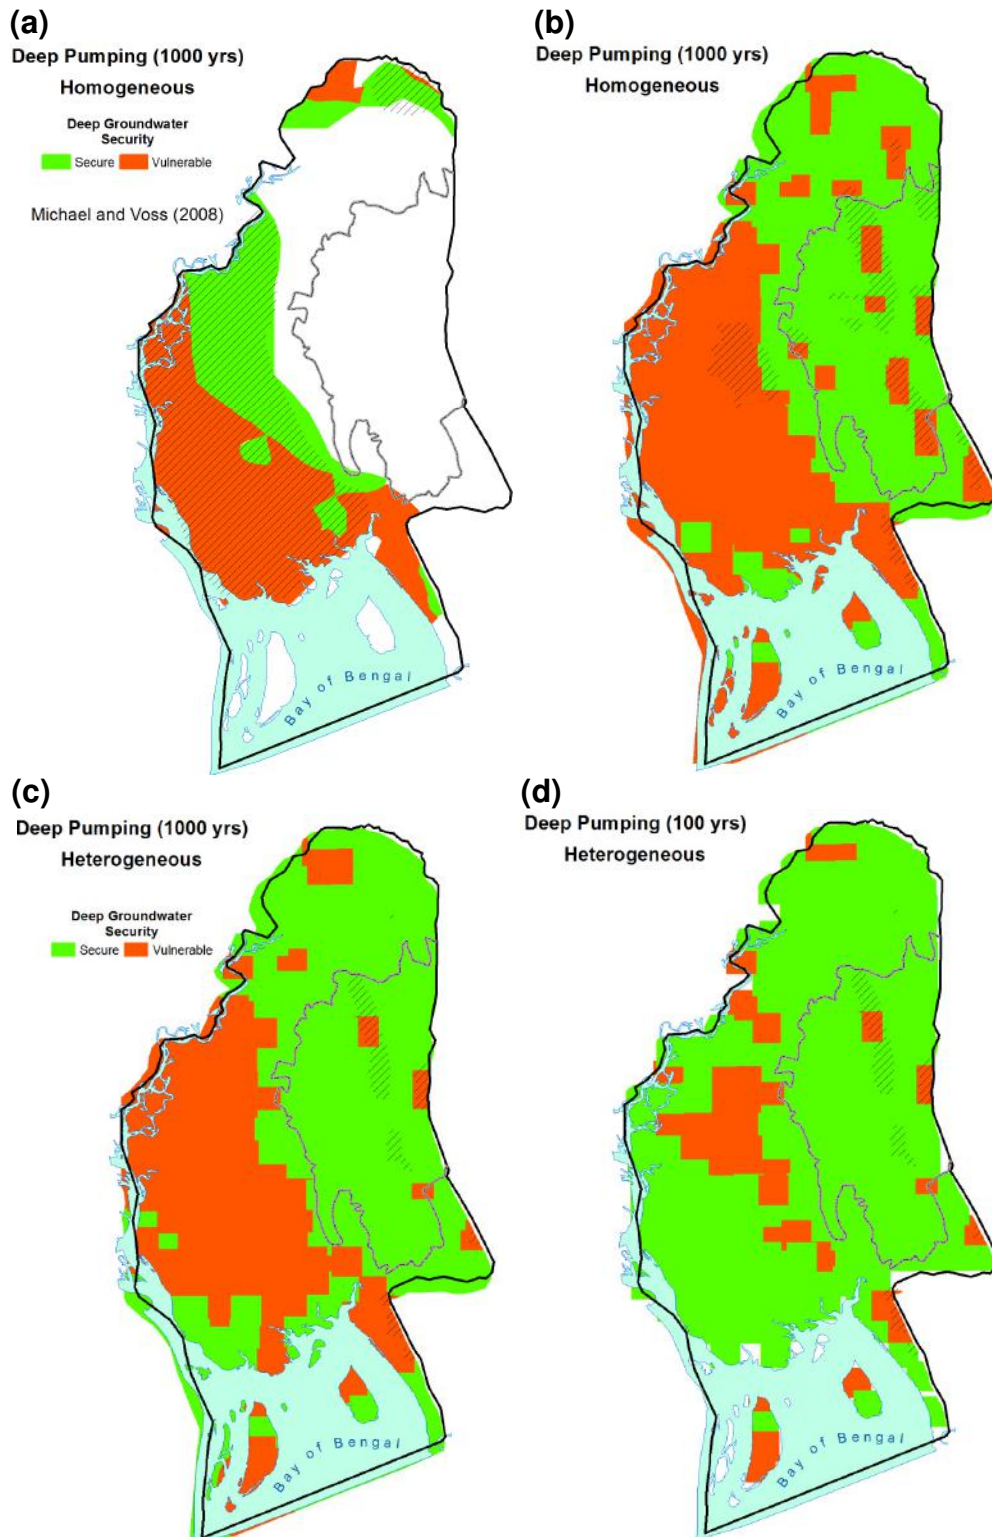 (a)
Deep Pumping (1000 yrs)
Homogeneous
Deep Groundwater
Security
Secure Vulnerable
Michael and Voss (2008)
Bay of Bengal
(b)
Deep Pumping (1000 yrs)
Homogeneous
Bay of Bengal
(c)
Deep Pumping (1000 yrs)
Heterogeneous
Deep Groundwater
Security
Secure Vulnerable
Bay of Bengal
(d)
Deep Pumping (100 yrs)
Heterogeneous
Bay of Bengal